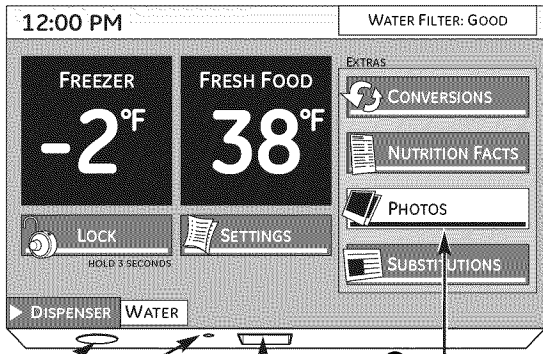 12:00 PM
WATER FILTER: GOOD
EXTRAS
FREEZER
-2°F
FRESH FOOD
38°F
CONVERSIONS
NUTRITION FACTS
PHOTOS
SUBSTITUTIONS
LOCK
HOLD 3 SECONDS
SETTINGS
DISPENSER
WATER